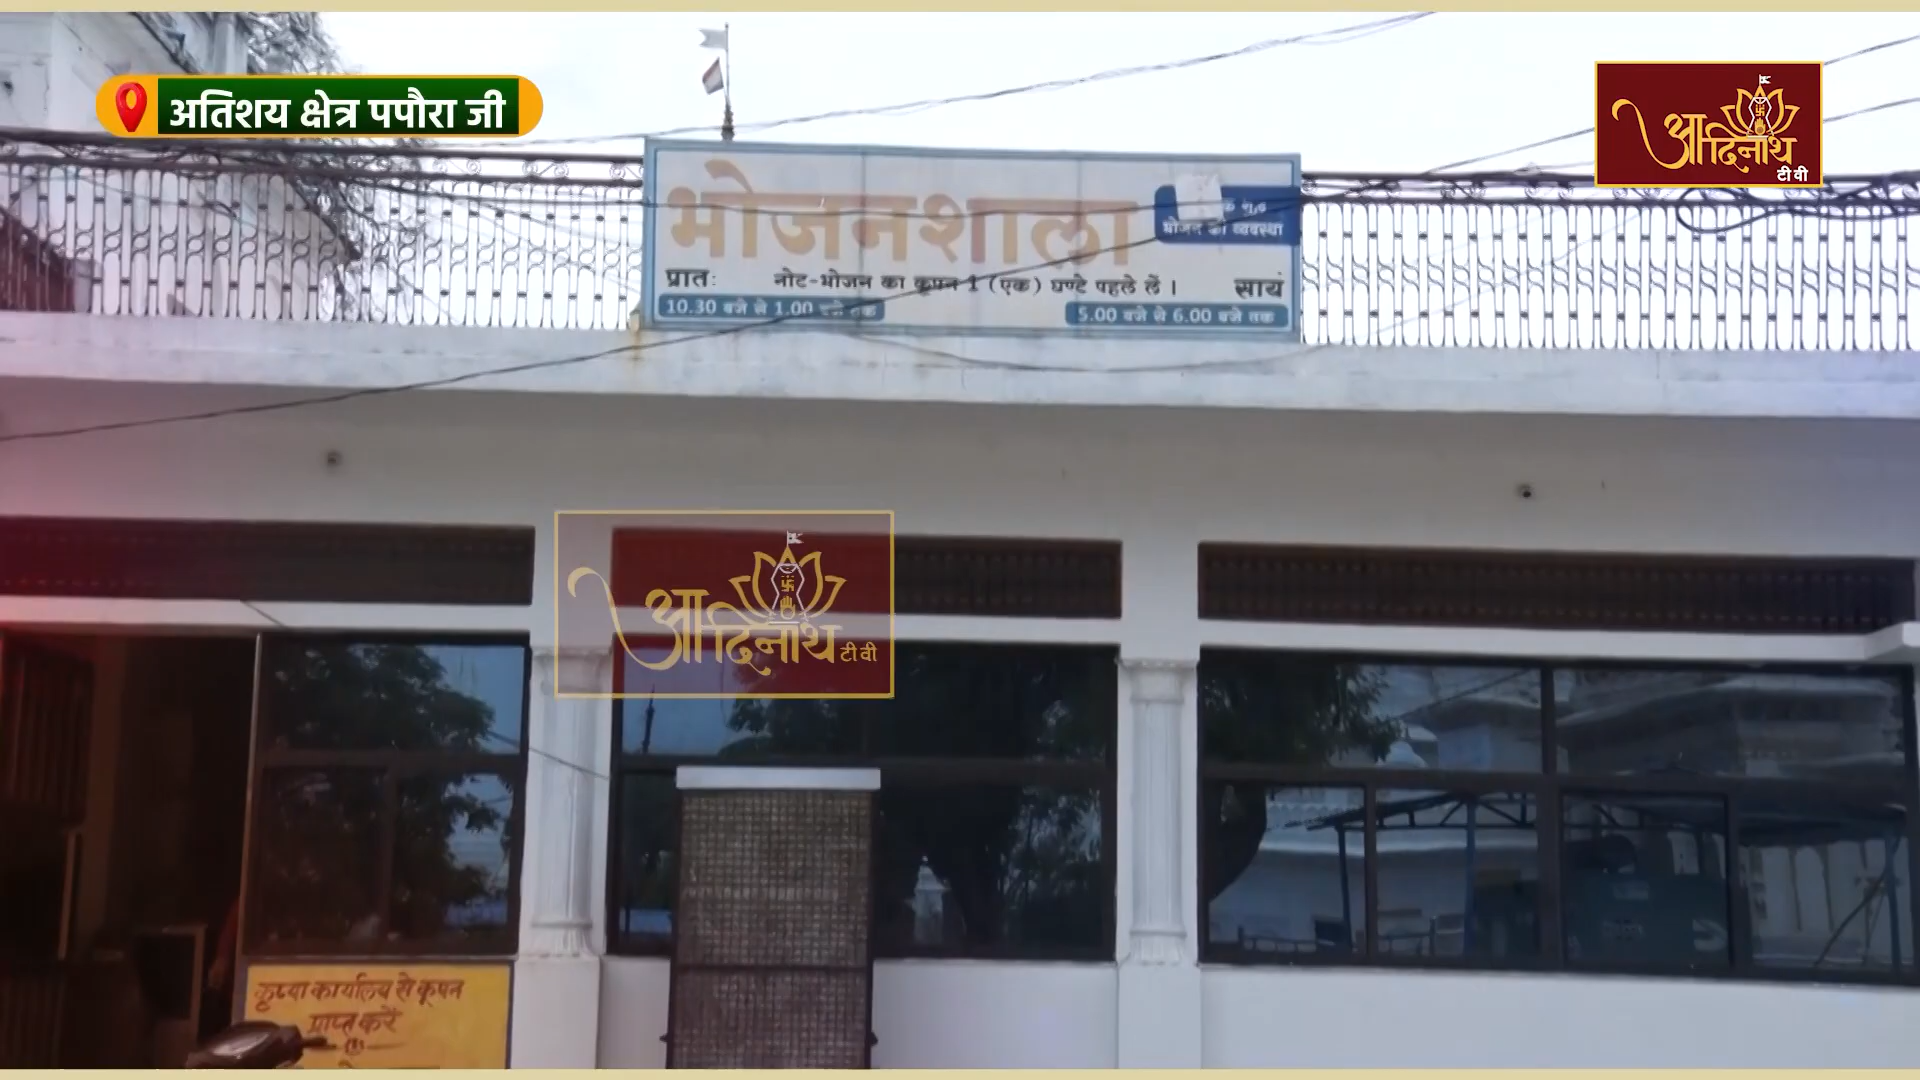 अतिशय क्षेत्र पपौरा जी
आदिनाथ
टीवी
भोजनशाला
भोजन की व्यवस्था
प्रातः नोट-भोजन का कूपन 1 (एक) घण्टे पहले लें । सायं
10.30 बजे से 1.00 बजे तक 5.00 बजे से 6.00 बजे तक
आदिनाथ टीवी
कृप्या कार्यालय से कूपन
प्राप्त करें